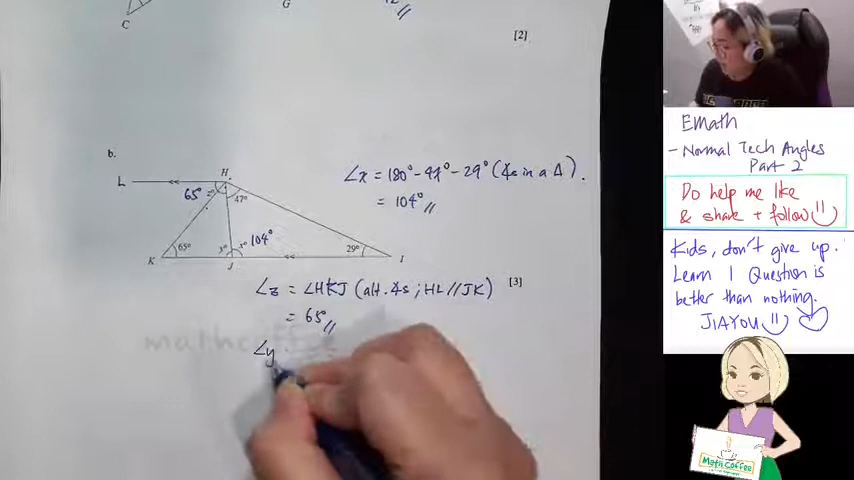 C
G
[2]
b.
L
H
65° =
47°
∠x = 180° - 47° - 29° (∠s in a Δ).
= 104°//
65°
y°
x°
104°
29°
K
J
I
∠z = ∠HKJ (alt. ∠s ; HL // JK)
[3]
= 65°//
mathcoffee
∠y
EMath
- Normal Tech Angles
Part 2
Do help me like
& share + follow
Kids, don't give up.
Learn 1 Question is
better than nothing.
JIAYOU
Math Coffee